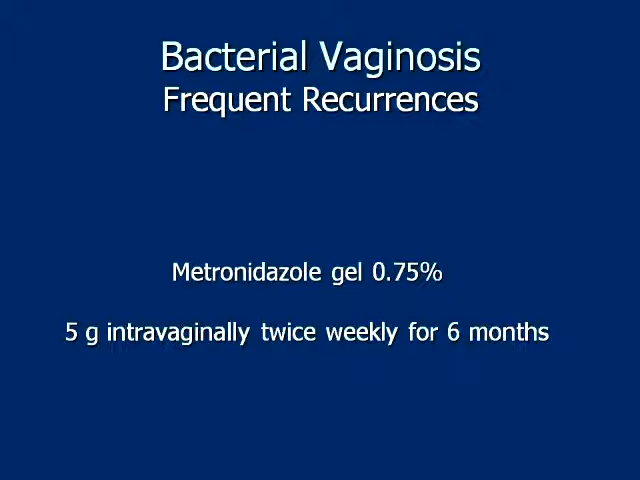 Bacterial Vaginosis
Frequent Recurrences
Metronidazole gel 0.75%
5 g intravaginally twice weekly for 6 months